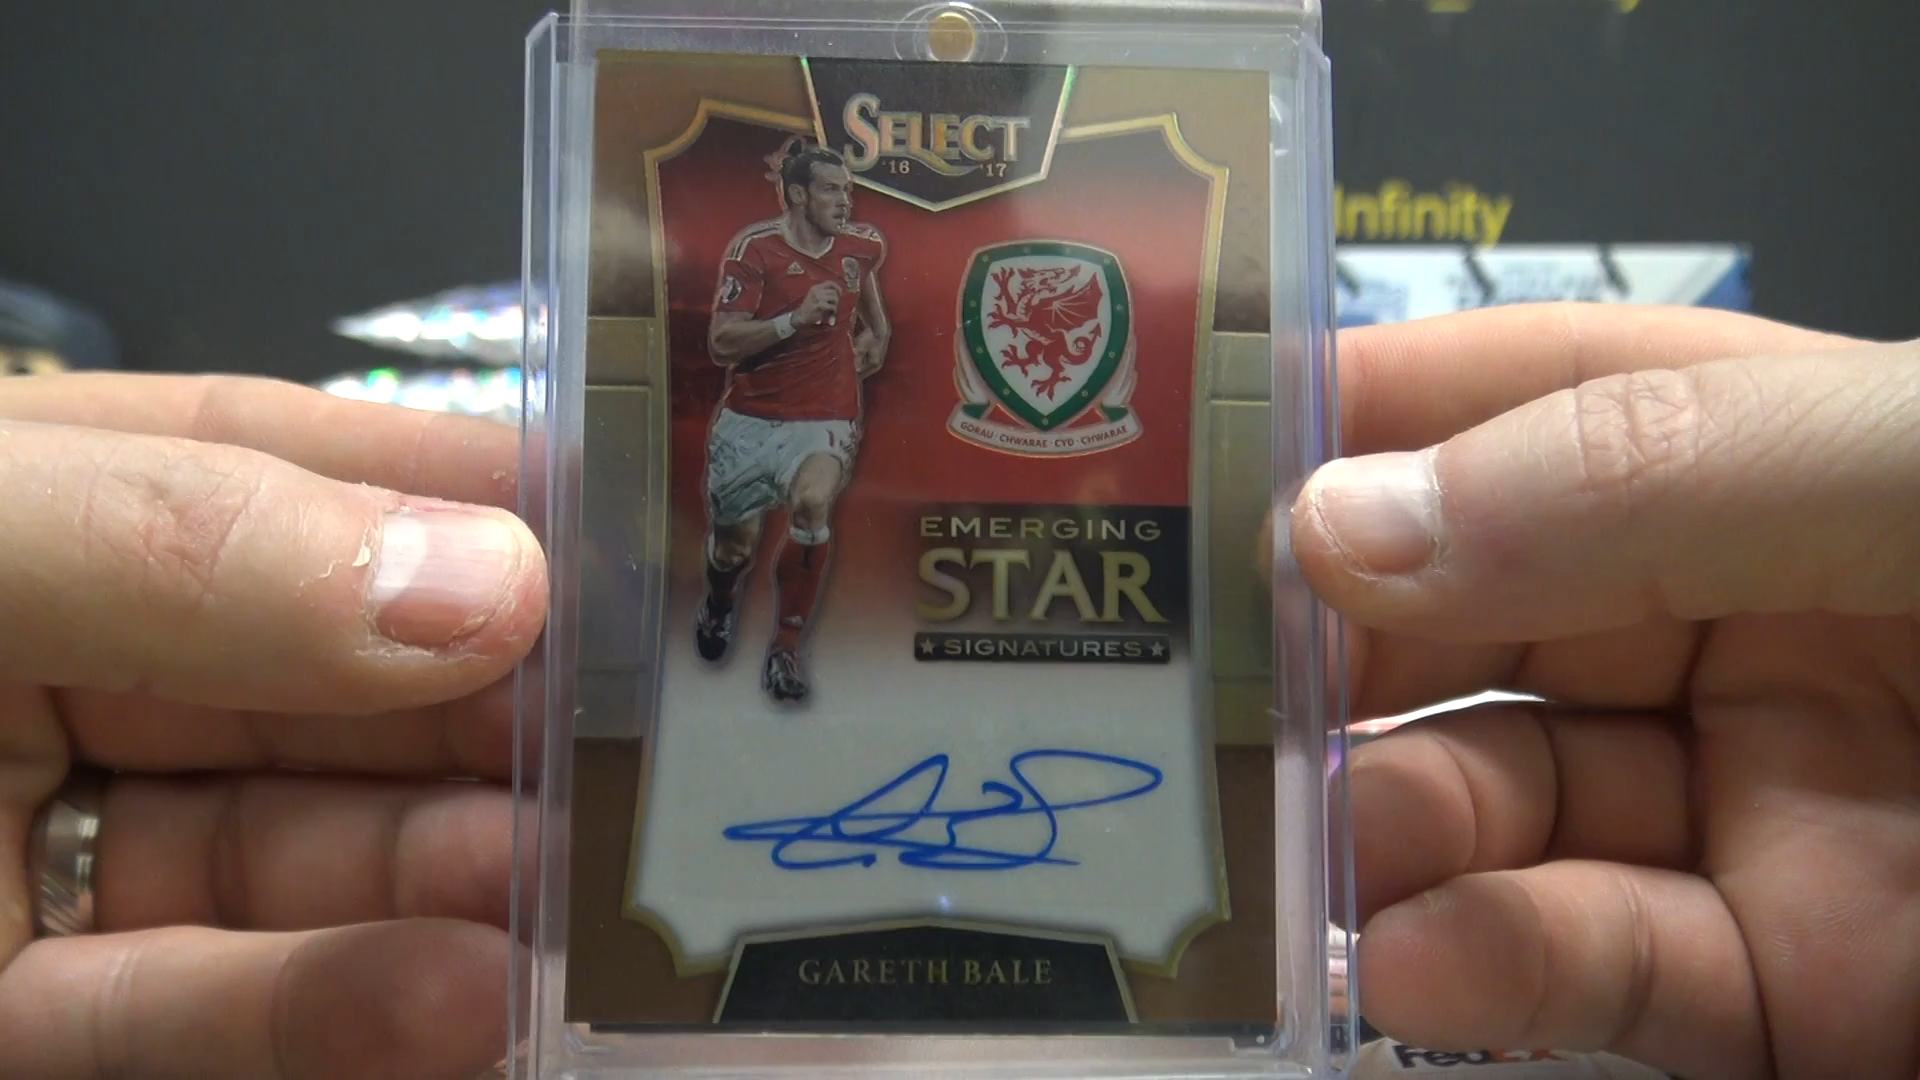 SELECT
'16 '17
Infinity
GORAU · CHWARAE · CYD · CHWARAE
EMERGING
STAR
★ SIGNATURES ★
GARETH BALE
FedEx